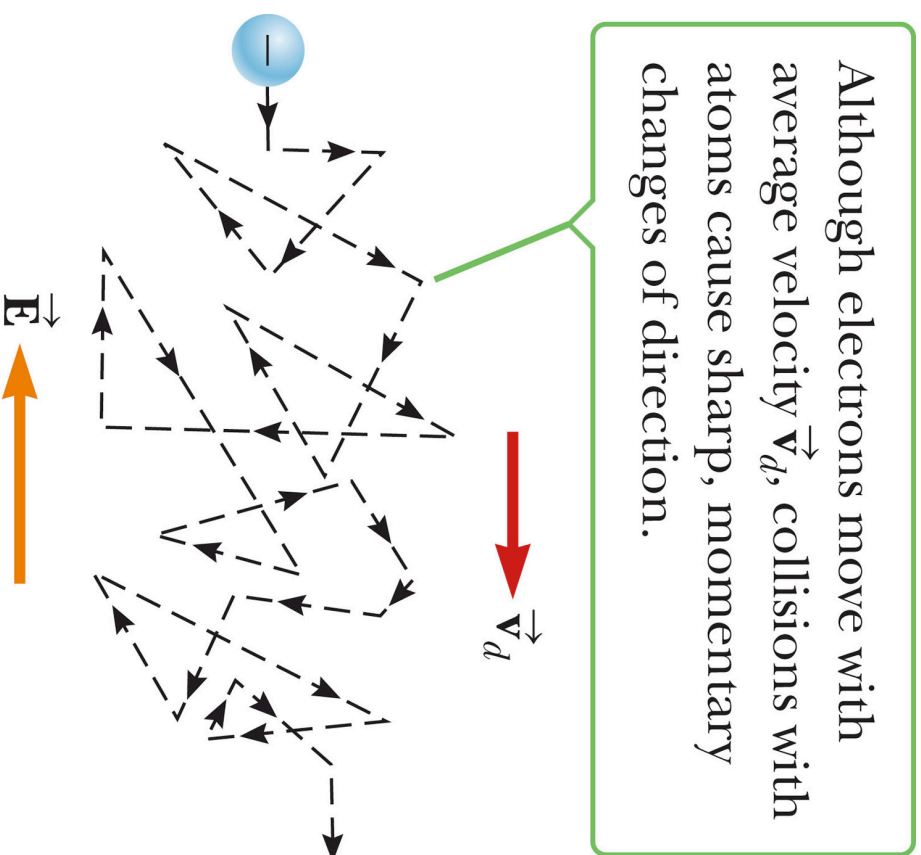 Although electrons move with
average velocity v⃗d, collisions with
atoms cause sharp, momentary
changes of direction.
v⃗d
−
E⃗